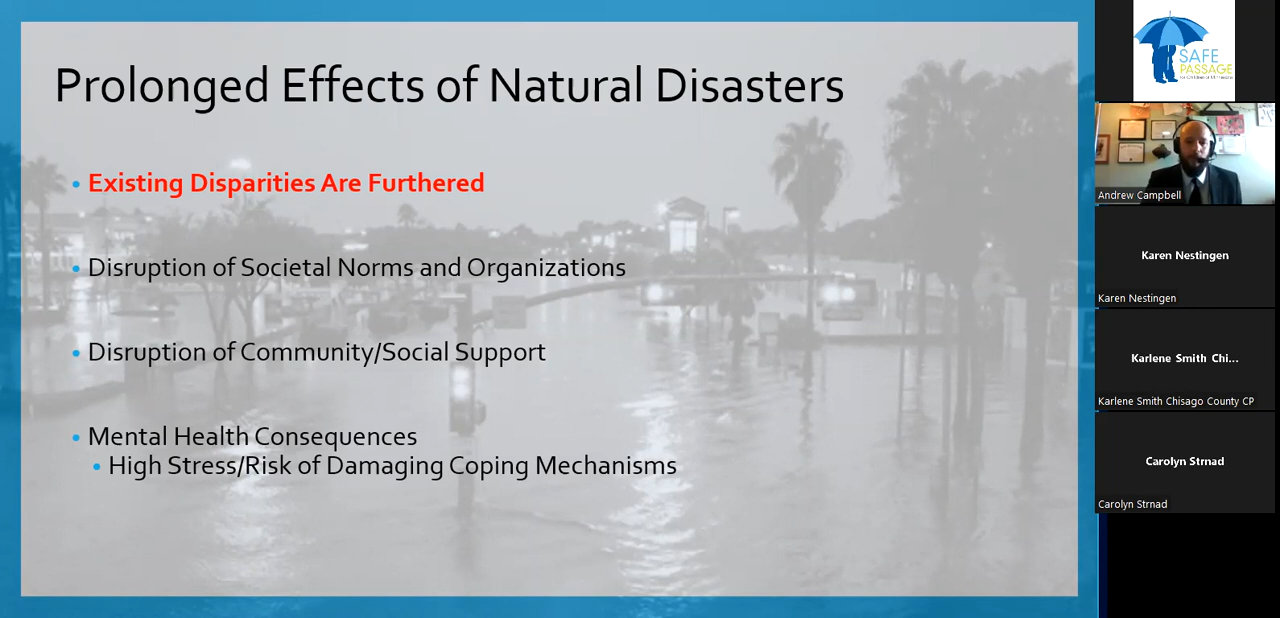 Prolonged Effects of Natural Disasters
Existing Disparities Are Furthered
Disruption of Societal Norms and Organizations
Disruption of Community/Social Support
Mental Health Consequences
High Stress/Risk of Damaging Coping Mechanisms
SAFE
PASSAGE
Andrew Campbell
Karen Nestingen
Karen Nestingen
Karlene Smith Chi...
Karlene Smith Chisago County CP
Carolyn Strnad
Carolyn Strnad